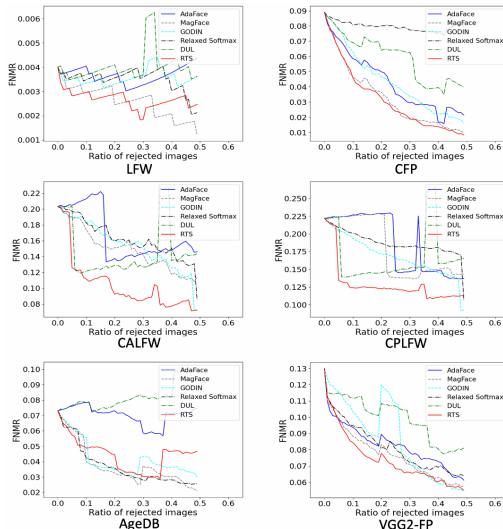 FNMR
0.006
0.005
0.004
0.003
0.002
0.001
0.0 0.1 0.2 0.3 0.4 0.5 0.6
Ratio of rejected images
AdaFace
MagFace
GODIN
Relaxed Softmax
DUL
RTS
LFW
FNMR
0.09
0.08
0.07
0.06
0.05
0.04
0.03
0.02
0.01
0.0 0.1 0.2 0.3 0.4 0.5 0.6
Ratio of rejected images
AdaFace
MagFace
GODIN
Relaxed Softmax
DUL
RTS
CFP
FNMR
0.22
0.20
0.18
0.16
0.14
0.12
0.10
0.08
0.0 0.1 0.2 0.3 0.4 0.5 0.6
Ratio of rejected images
AdaFace
MagFace
GODIN
Relaxed Softmax
DUL
RTS
CALFW
FNMR
0.225
0.200
0.175
0.150
0.125
0.100
0.0 0.1 0.2 0.3 0.4 0.5 0.6
Ratio of rejected images
AdaFace
MagFace
GODIN
Relaxed Softmax
DUL
RTS
CPLFW
FNMR
0.10
0.09
0.08
0.07
0.06
0.05
0.04
0.03
0.02
0.0 0.1 0.2 0.3 0.4 0.5 0.6
Ratio of rejected images
AdaFace
MagFace
GODIN
Relaxed Softmax
DUL
RTS
AgeDB
FNMR
0.13
0.12
0.11
0.10
0.09
0.08
0.07
0.06
0.0 0.1 0.2 0.3 0.4 0.5 0.6
Ratio of rejected images
AdaFace
MagFace
GODIN
Relaxed Softmax
DUL
RTS
VGG2-FP